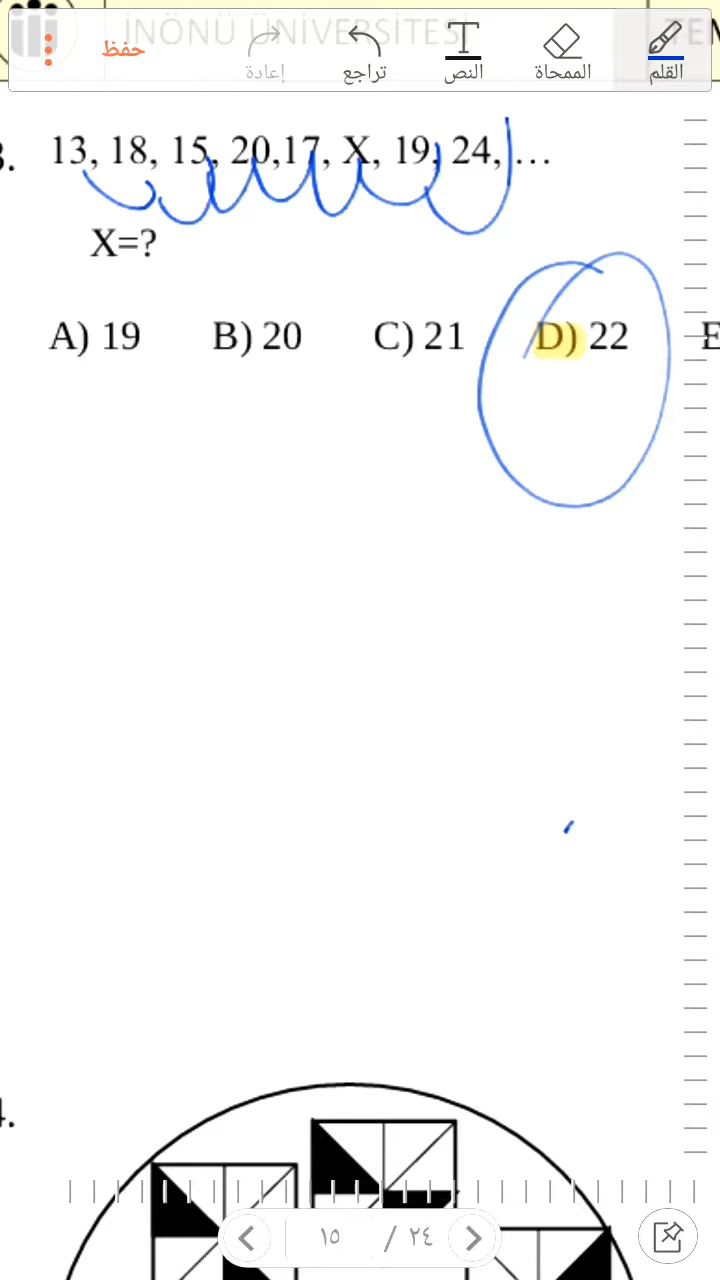 İNÖNÜ ÜNİVERSİTESİ TEM
حفظ إعادة تراجع النص الممحاة القلم
3. 13, 18, 15, 20,17, X, 19, 24, ...
X=?
A) 19 B) 20 C) 21 D) 22 E
4.
١٥ / ٢٤